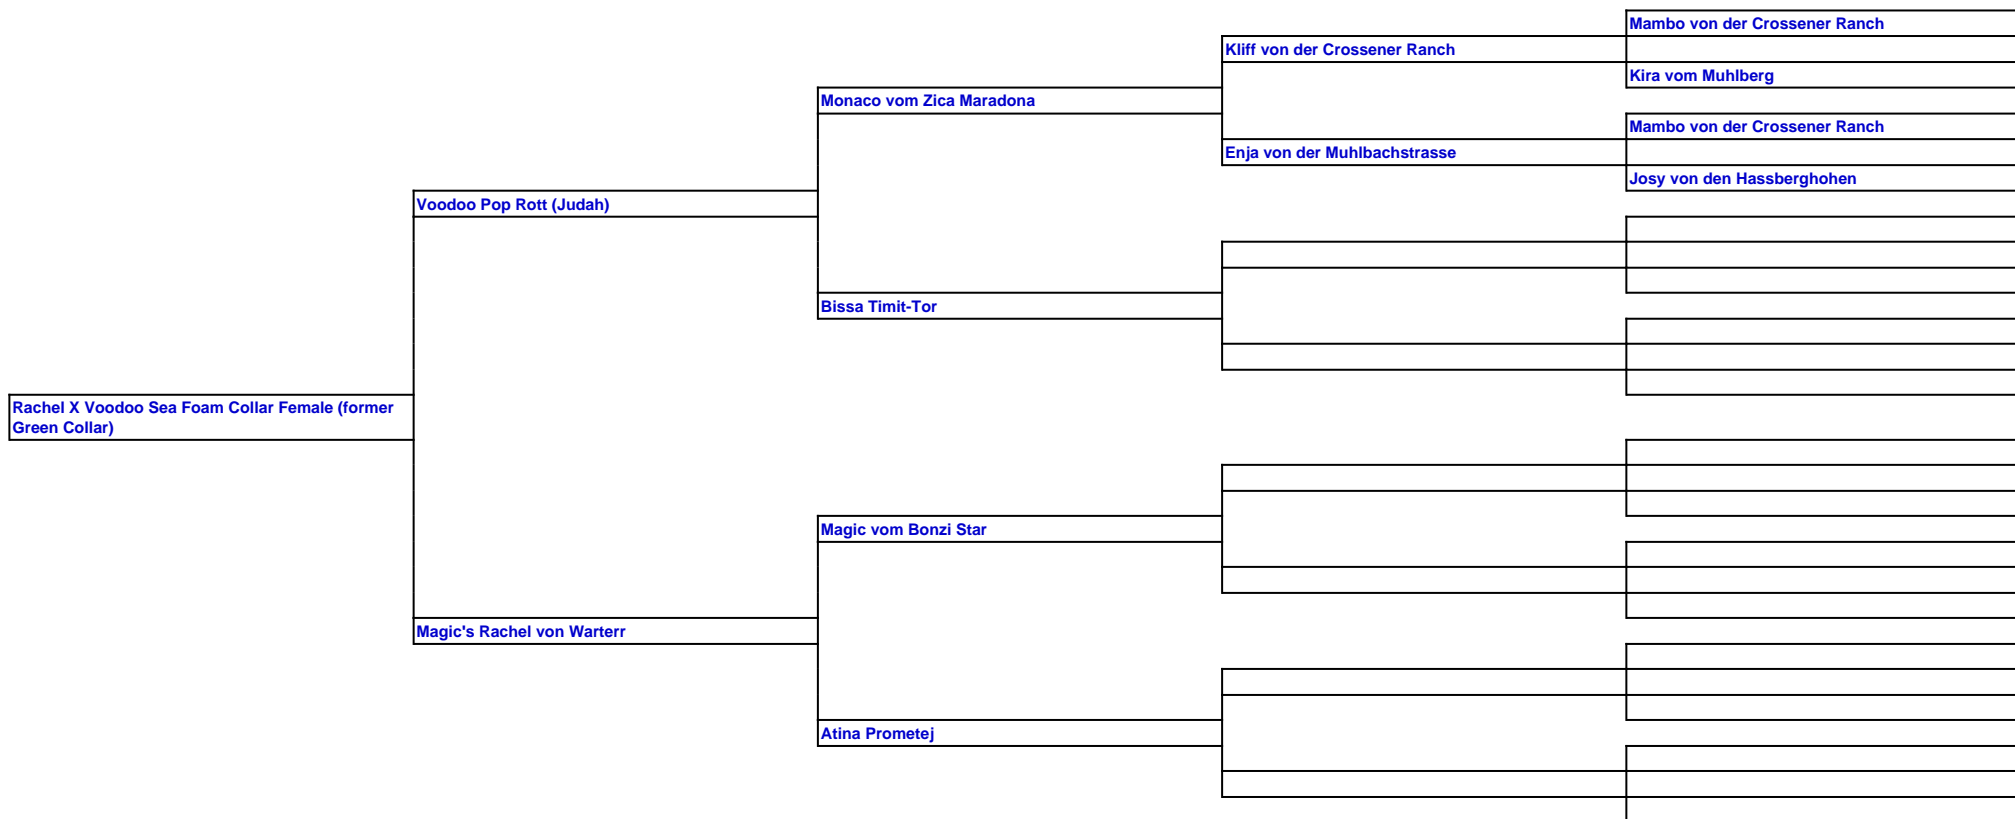 Mambo von der Crossener Ranch
Kliff von der Crossener Ranch
Kira vom Muhlberg
Monaco vom Zica Maradona
Mambo von der Crossener Ranch
Enja von der Muhlbachstrasse
Josy von den Hassberghohen
Voodoo Pop Rott (Judah)
Bissa Timit-Tor
Rachel X Voodoo Sea Foam Collar Female (former
Green Collar)
Magic vom Bonzi Star
Magic's Rachel von Warterr
Atina Prometej